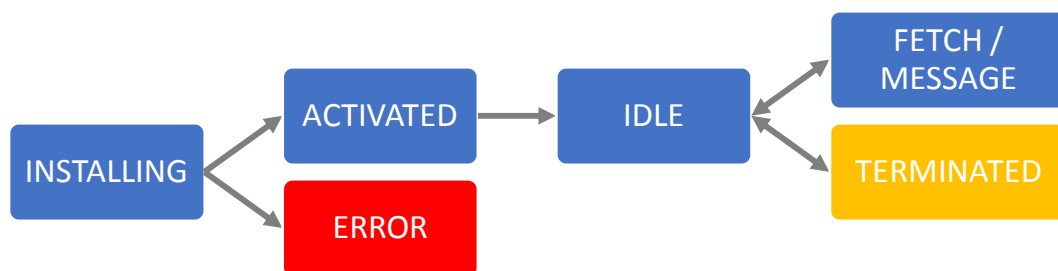 INSTALLING
ACTIVATED
ERROR
IDLE
FETCH /
MESSAGE
TERMINATED